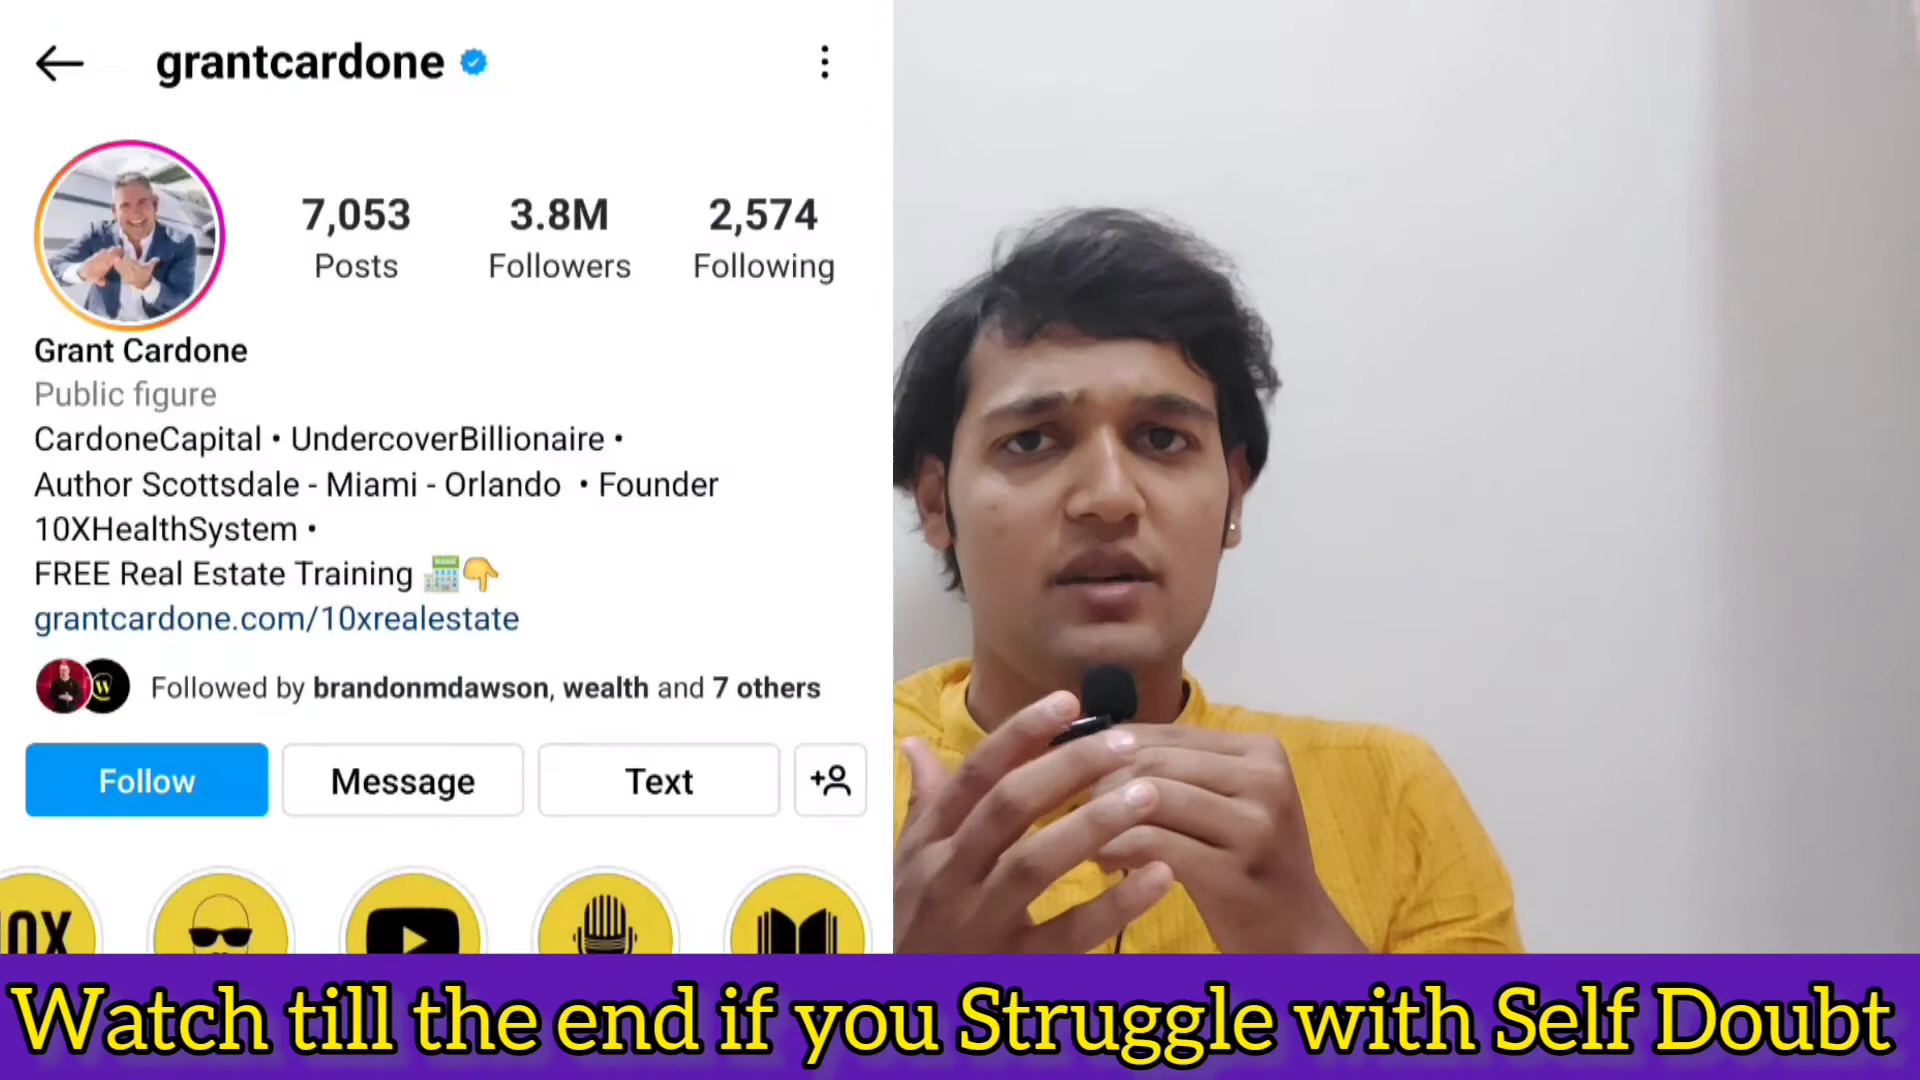 grantcardone
7,053 3.8M 2,574
Posts Followers Following
Grant Cardone
Public figure
CardoneCapital • UndercoverBillionaire •
Author Scottsdale - Miami - Orlando • Founder
10XHealthSystem •
FREE Real Estate Training
grantcardone.com/10xrealestate
W
Followed by brandonmdawson, wealth and 7 others
Follow Message Text
10X
Watch till the end if you Struggle with Self Doubt